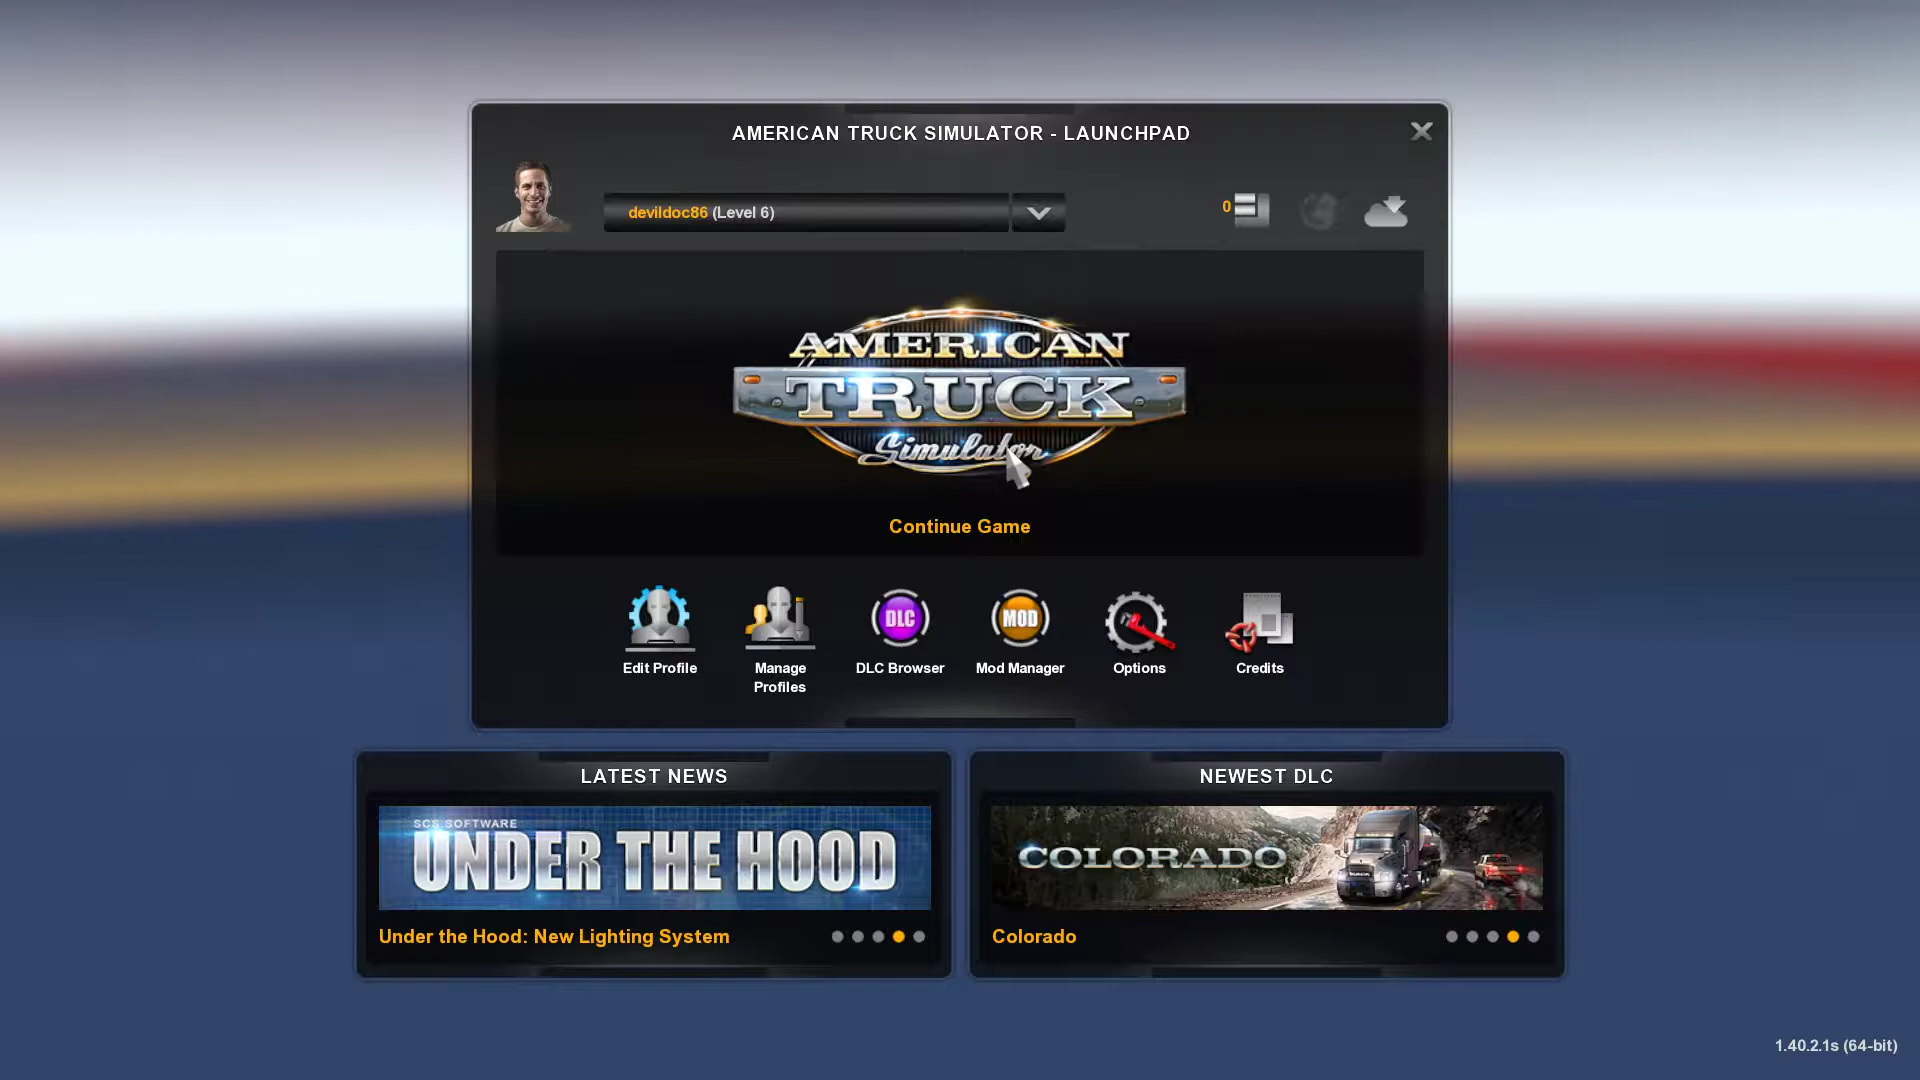 AMERICAN TRUCK SIMULATOR - LAUNCHPAD
devildoc86 (Level 6)
0
AMERICAN
TRUCK
Simulator
Continue Game
DLC
MOD
Edit Profile
Manage
Profiles
DLC Browser
Mod Manager
Options
Credits
LATEST NEWS
SCS SOFTWARE
UNDER THE HOOD
Under the Hood: New Lighting System
NEWEST DLC
COLORADO
Colorado
1.40.2.1s (64-bit)